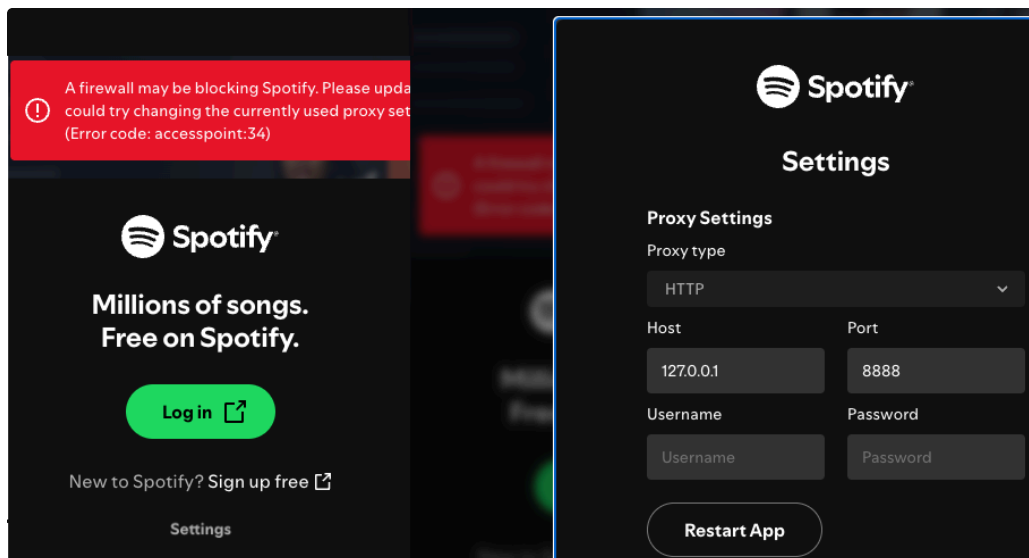 A firewall may be blocking Spotify. Please upda
could try changing the currently used proxy set
(Error code: accesspoint:34)
Spotify
Millions of songs.
Free on Spotify.
Log in
New to Spotify? Sign up free
Settings
Spotify
Settings
Proxy Settings
Proxy type
HTTP
Host Port
127.0.0.1 8888
Username Password
Username Password
Restart App